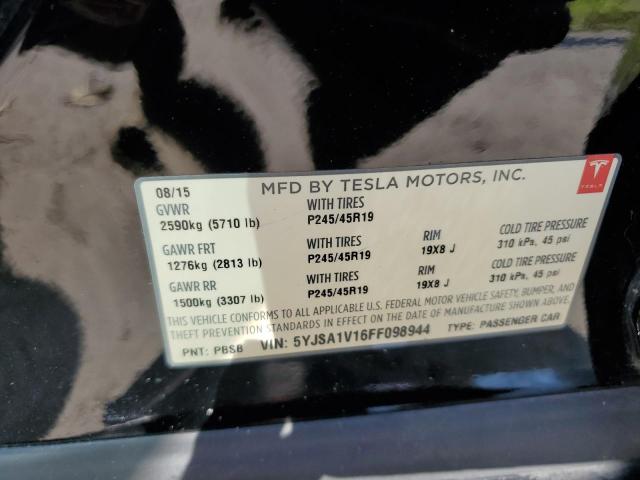 08/15
MFD BY TESLA MOTORS, INC.
TESLA
GVWR
2590kg (5710 lb)
WITH TIRES
P245/45R19
GAWR FRT
1276kg (2813 lb)
WITH TIRES
P245/45R19
RIM
19X8 J
COLD TIRE PRESSURE
310 kPs, 45 psi
GAWR RR
1500kg (3307 lb)
WITH TIRES
P245/45R19
RIM
19X8 J
COLD TIRE PRESSURE
310 kPs, 45 psi
THIS VEHICLE CONFORMS TO ALL APPLICABLE U.S. FEDERAL MOTOR VEHICLE SAFETY, BUMPER, AND
THEFT PREVENTION STANDARDS IN EFFECT ON THE DATE OF MANUFACTURE SHOWN ABOVE.
PNT: PBSB
VIN: 5YJSA1V16FF098944
TYPE: PASSENGER CAR